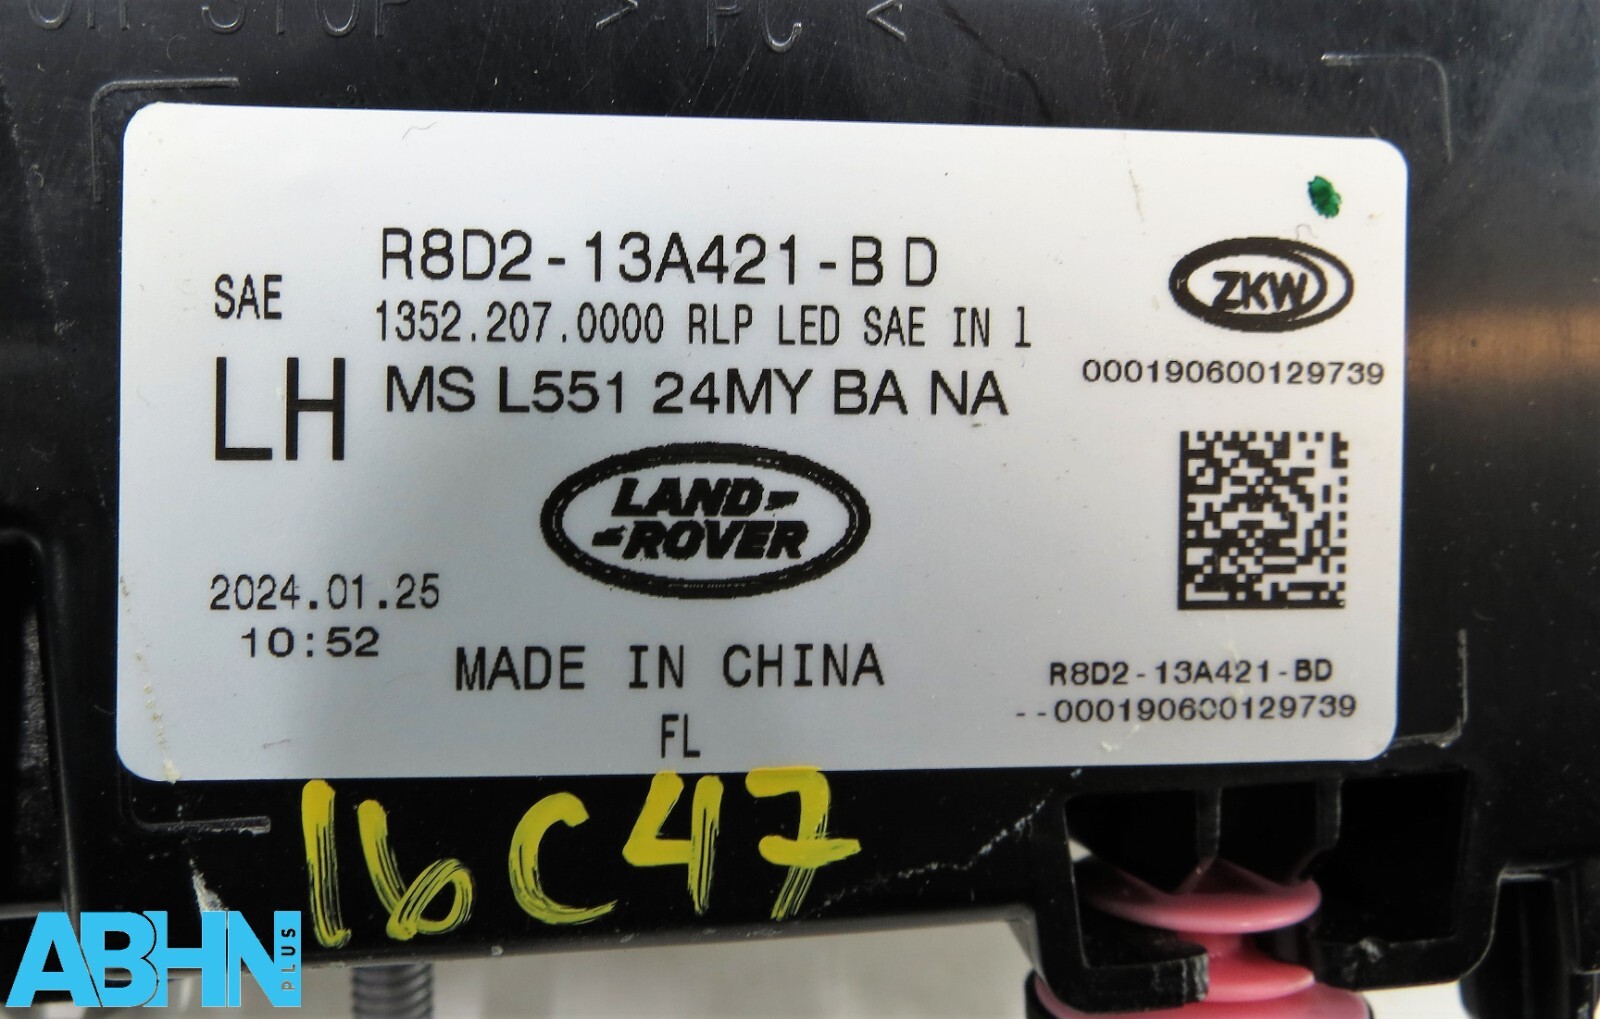 STOP > PC <
R8D2-13A421-BD
SAE
1352.207.0000 RLP LED SAE IN 1
LH
MS L551 24MY BA NA
ZKW
000190600129739
LAND
ROVER
2024.01.25
10:52
MADE IN CHINA
FL
R8D2-13A421-BD
--000190600129739
16C47
ABHN PLUS